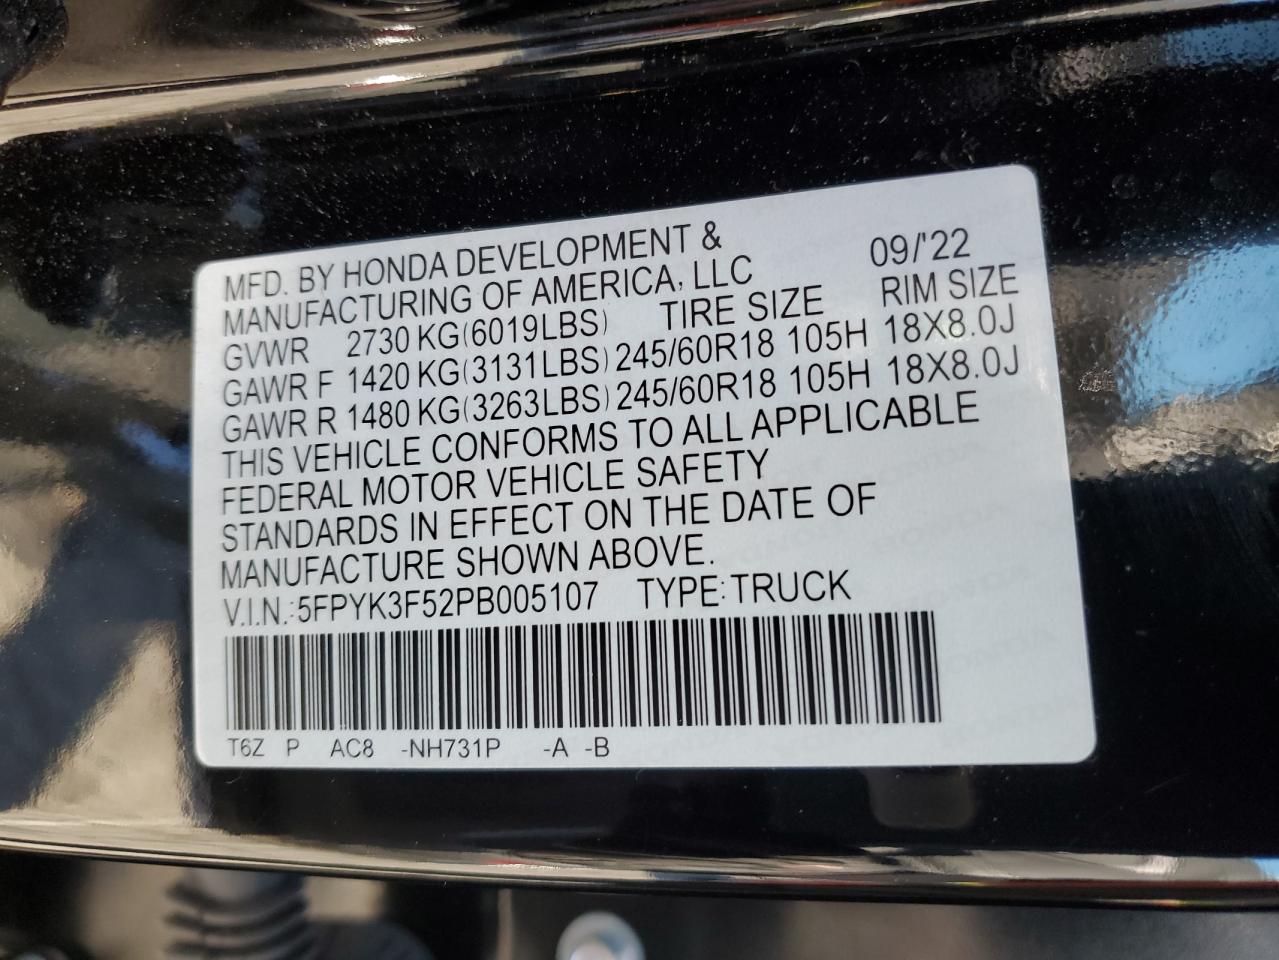 MFD. BY HONDA DEVELOPMENT & 09/'22
MANUFACTURING OF AMERICA, LLC
GVWR 2730 KG(6019LBS) TIRE SIZE RIM SIZE
GAWR F 1420 KG(3131LBS) 245/60R18 105H 18X8.0J
GAWR R 1480 KG(3263LBS) 245/60R18 105H 18X8.0J
THIS VEHICLE CONFORMS TO ALL APPLICABLE
FEDERAL MOTOR VEHICLE SAFETY
STANDARDS IN EFFECT ON THE DATE OF
MANUFACTURE SHOWN ABOVE.
V.I.N.:5FPYK3F52PB005107 TYPE:TRUCK
T6Z P AC8 -NH731P -A -B